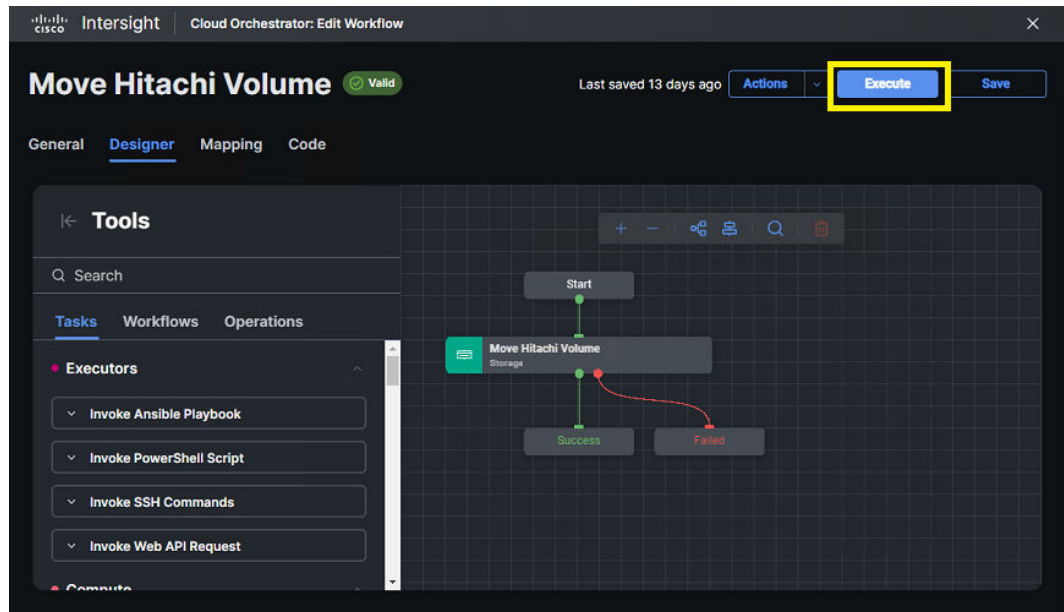 cisco Intersight Cloud Orchestrator: Edit Workflow
Move Hitachi Volume Valid Last saved 13 days ago Actions Execute Save
General Designer Mapping Code
Tools
Search
Start
Tasks Workflows Operations
Move Hitachi Volume
Storage
Executors
Invoke Ansible Playbook
Success Failed
Invoke PowerShell Script
Invoke SSH Commands
Invoke Web API Request
Compute